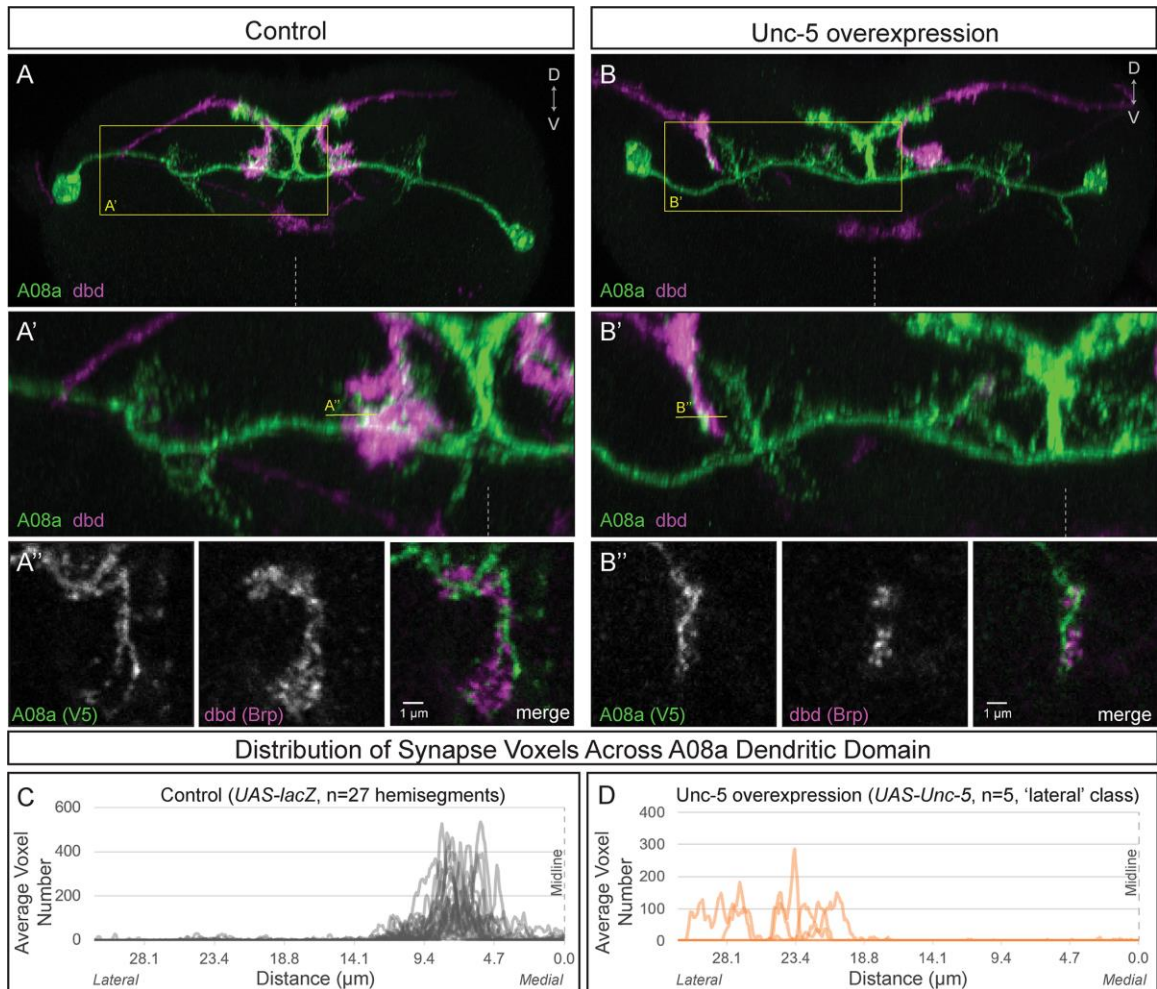 Control
Unc-5 overexpression
A
D
V
A'
A08a dbd
B
D
V
B'
A08a dbd
A'
A''
A08a dbd
B'
B''
A08a dbd
A''
A08a (V5)
dbd (Brp)
1 µm
merge
B''
A08a (V5)
dbd (Brp)
1 µm
merge
Distribution of Synapse Voxels Across A08a Dendritic Domain
C
Control (UAS-lacZ, n=27 hemisegments)
Average Voxel
Number
600
400
200
0
Midline
28.1 23.4 18.8 14.1 9.4 4.7 0.0
Lateral
Distance (µm)
Medial
D
Unc-5 overexpression (UAS-Unc-5, n=5, 'lateral' class)
Average Voxel
Number
400
300
200
100
0
Midline
28.1 23.4 18.8 14.1 9.4 4.7 0.0
Lateral
Distance (µm)
Medial